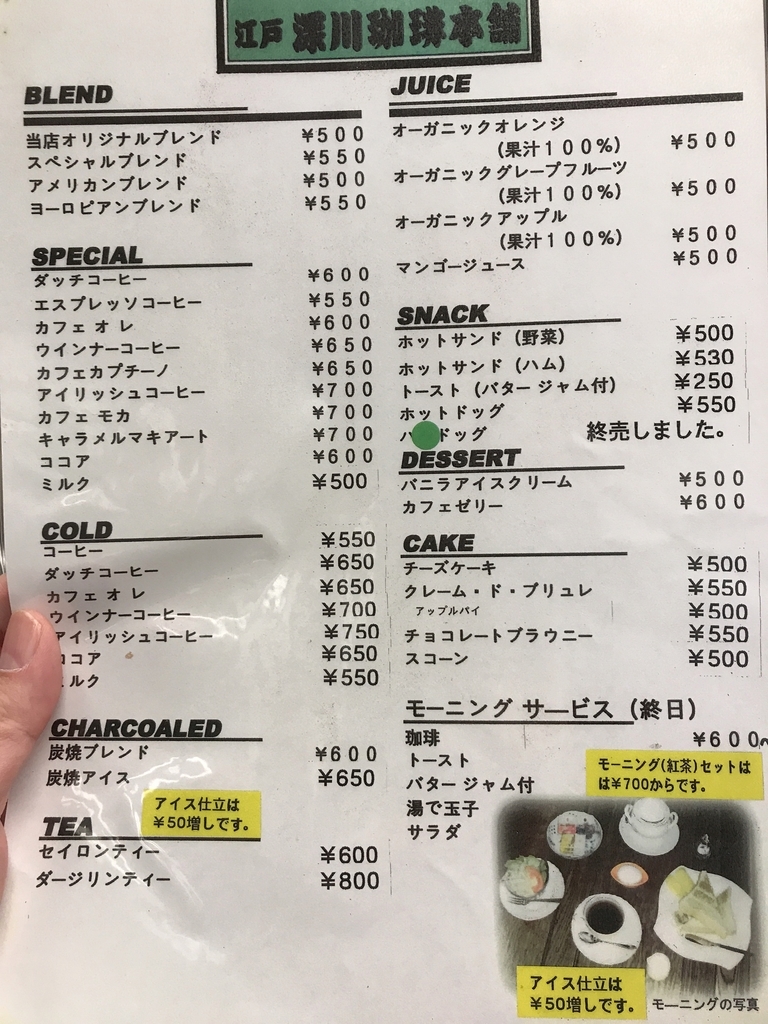 江戸 深川珈琲本舗
BLEND
当店オリジナルブレンド ¥500
スペシャルブレンド ¥550
アメリカンブレンド ¥500
ヨーロピアンブレンド ¥550
SPECIAL
ダッチコーヒー ¥600
エスプレッソコーヒー ¥550
カフェ オ レ ¥600
ウインナーコーヒー ¥650
カフェカプチーノ ¥650
アイリッシュコーヒー ¥700
カフェ モカ ¥700
キャラメルマキアート ¥700
ココア ¥600
ミルク ¥500
COLD
コーヒー ¥550
ダッチコーヒー ¥650
カフェ オ レ ¥650
ウインナーコーヒー ¥700
アイリッシュコーヒー ¥750
ココア ¥650
ルク ¥550
CHARCOALED
炭焼ブレンド ¥600
炭焼アイス ¥650
アイス仕立は
¥50増しです。
TEA
セイロンティー ¥600
ダージリンティー ¥800
JUICE
オーガニックオレンジ
(果汁100%) ¥500
オーガニックグレープフルーツ
(果汁100%) ¥500
オーガニックアップル
(果汁100%) ¥500
マンゴージュース ¥500
SNACK
ホットサンド (野菜) ¥500
ホットサンド (ハム) ¥530
トースト (バター ジャム付) ¥250
ホットドッグ ¥550
ドッグ 終売しました。
DESSERT
バニラアイスクリーム ¥500
カフェゼリー ¥600
CAKE
チーズケーキ ¥500
クレーム・ド・ブリュレ ¥550
アップルパイ ¥500
チョコレートブラウニー ¥550
スコーン ¥500
モーニング サービス (終日)
珈琲 ¥600~
トースト
バター ジャム付
湯で玉子
サラダ
モーニング(紅茶)セットは
は¥700からです。
アイス仕立は
¥50増しです。
モーニングの写真